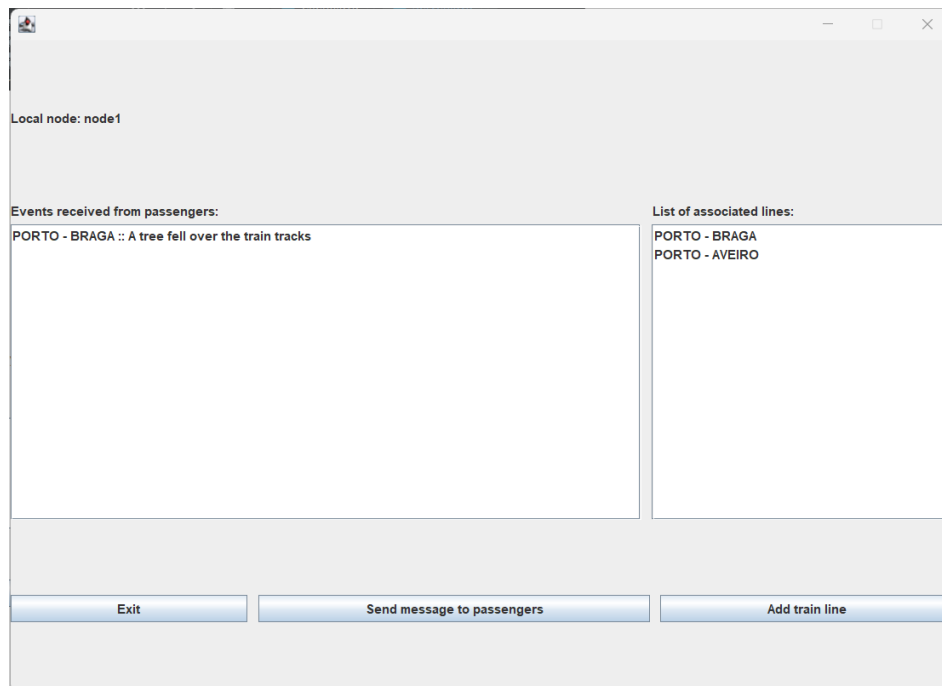 Local node: node1
Events received from passengers:
PORTO - BRAGA :: A tree fell over the train tracks
List of associated lines:
PORTO - BRAGA
PORTO - AVEIRO
Exit
Send message to passengers
Add train line